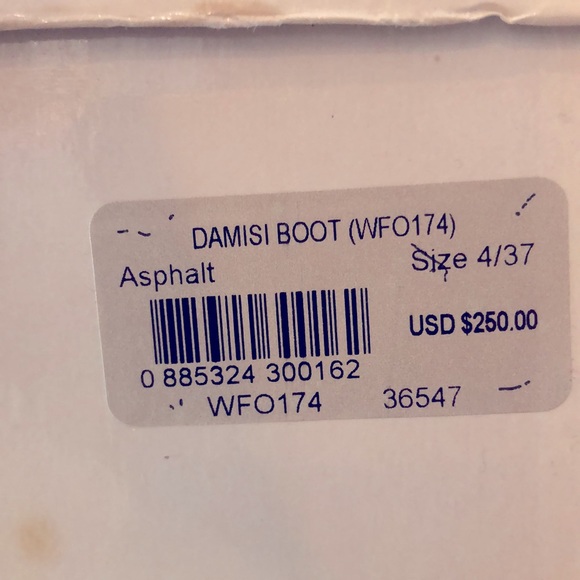 DAMISI BOOT (WFO174)
Asphalt Size 4/37
USD $250.00
0 885324 300162
WFO174 36547